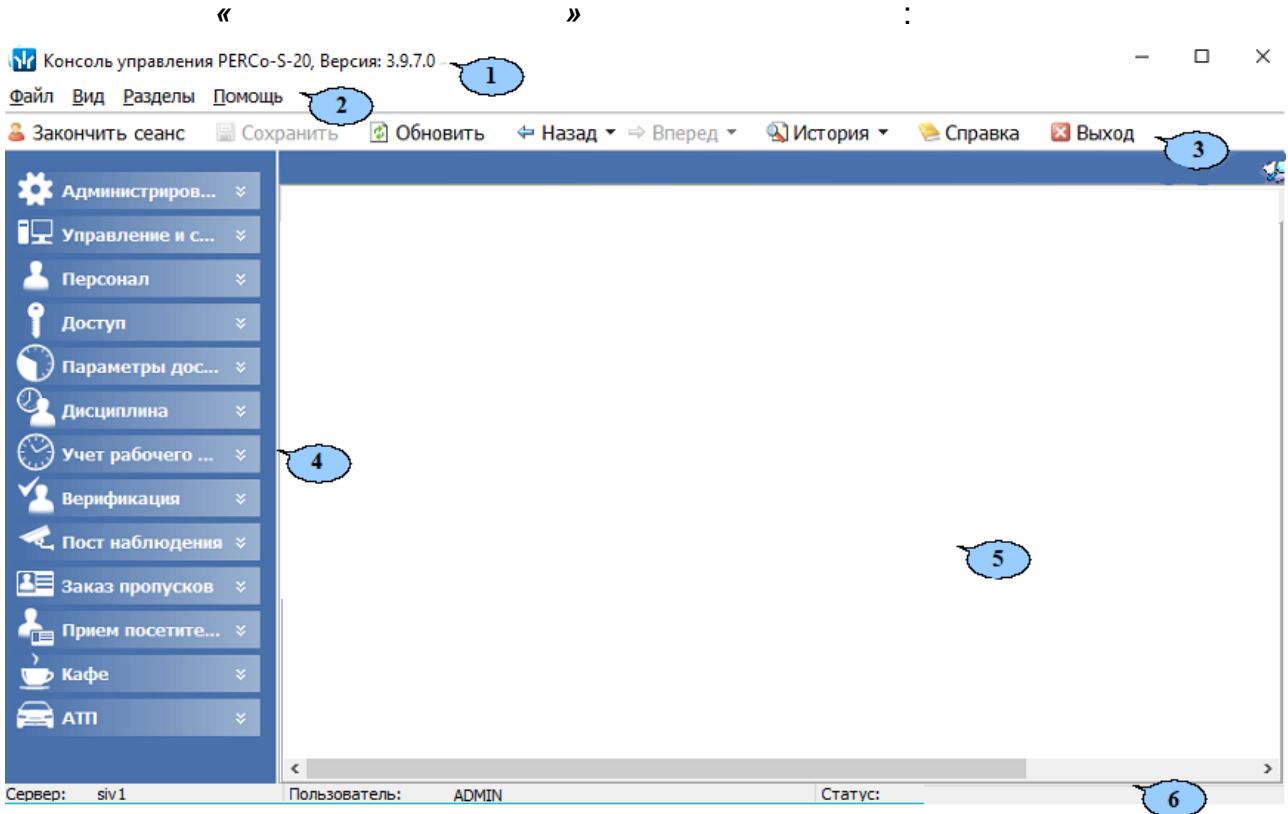 « » :
Консоль управления PERCo-S-20, Версия: 3.9.7.0
1
Файл Вид Разделы Помощь
2
Закончить сеанс Сохранить Обновить Назад Вперед История Справка Выход
3
Администриров...
Управление и с...
Персонал
Доступ
Параметры дос...
Дисциплина
Учет рабочего ...
4
Верификация
Пост наблюдения
5
Заказ пропусков
Прием посетите...
Кафе
АТП
Сервер: siv1 Пользователь: ADMIN Статус:
6